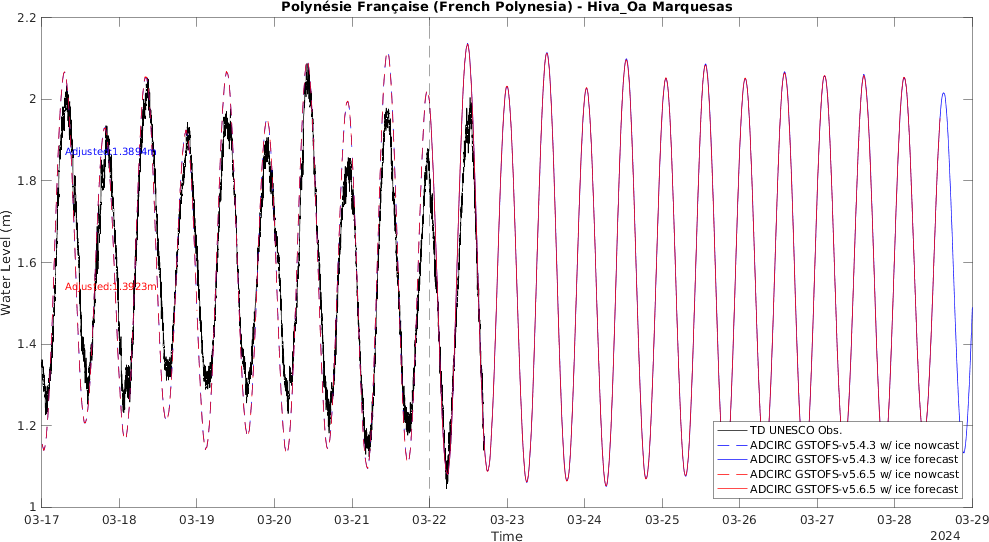 Polynésie Française (French Polynesia) - Hiva_Oa Marquesas
2.2
2
1.8
1.6
1.4
1.2
1
Water Level (m)
Adjusted:1.3894m
Adjusted:1.3923m
TD UNESCO Obs.
ADCIRC GSTOFS-v5.4.3 w/ ice nowcast
ADCIRC GSTOFS-v5.4.3 w/ ice forecast
ADCIRC GSTOFS-v5.6.5 w/ ice nowcast
ADCIRC GSTOFS-v5.6.5 w/ ice forecast
03-17 03-18 03-19 03-20 03-21 03-22 03-23 03-24 03-25 03-26 03-27 03-28 03-29
Time
2024